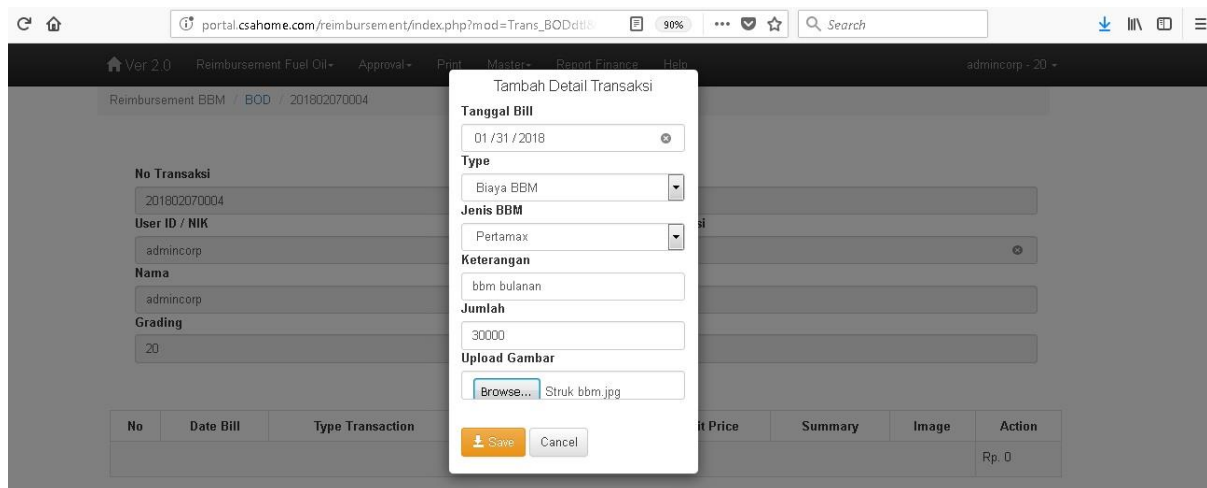 portal.csahome.com/reimbursement/index.php?mod=Trans_BODdtl&
90%
Search
Ver 2.0 Reimbursement Fuel Oil Approval Print Master Report Finance Help admincorp - 20
Reimbursement BBM / BOD / 201802070004
Tambah Detail Transaksi
Tanggal Bill
01 / 31 / 2018
Type
Biaya BBM
Jenis BBM
Pertamax
Keterangan
bbm bulanan
Jumlah
30000
Upload Gambar
Browse... Struk bbm.jpg
Save Cancel
No Transaksi
201802070004
User ID / NIK
si
admincorp
Nama
admincorp
Grading
20
No Date Bill Type Transaction it Price Summary Image Action
Rp. 0